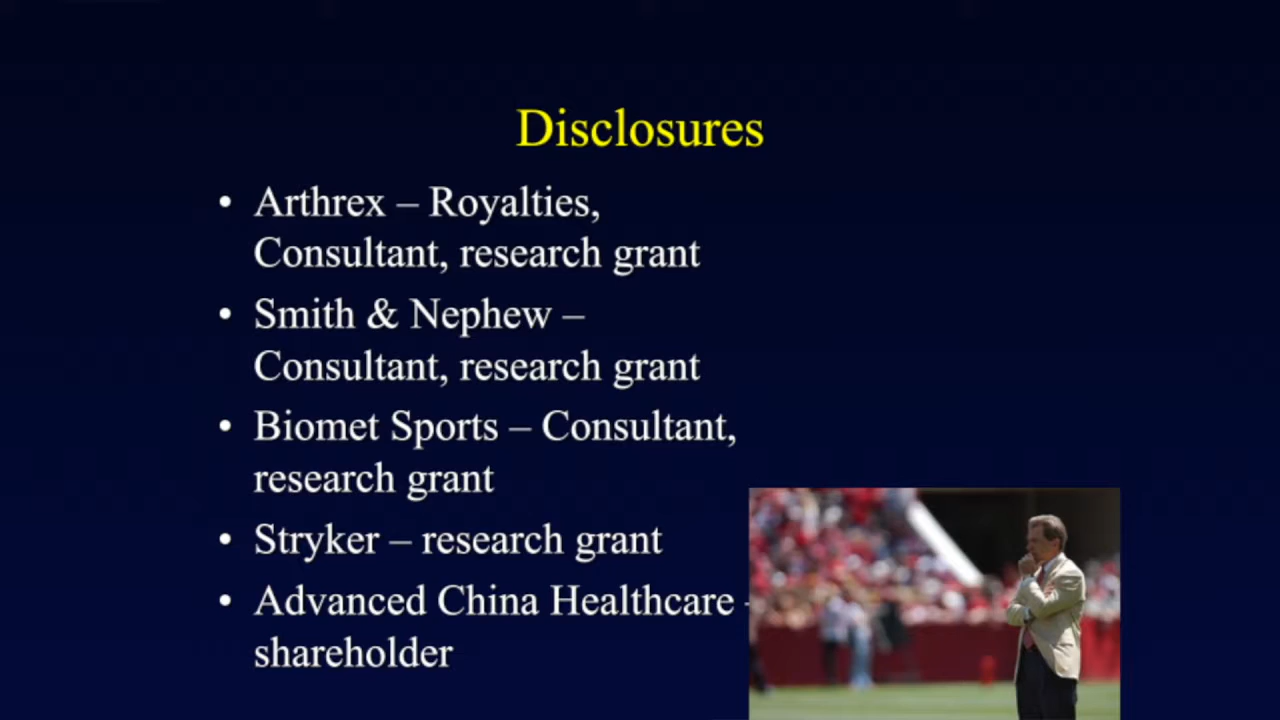 Disclosures
• Arthrex – Royalties,
Consultant, research grant
• Smith & Nephew –
Consultant, research grant
• Biomet Sports – Consultant,
research grant
• Stryker – research grant
• Advanced China Healthcare -
shareholder